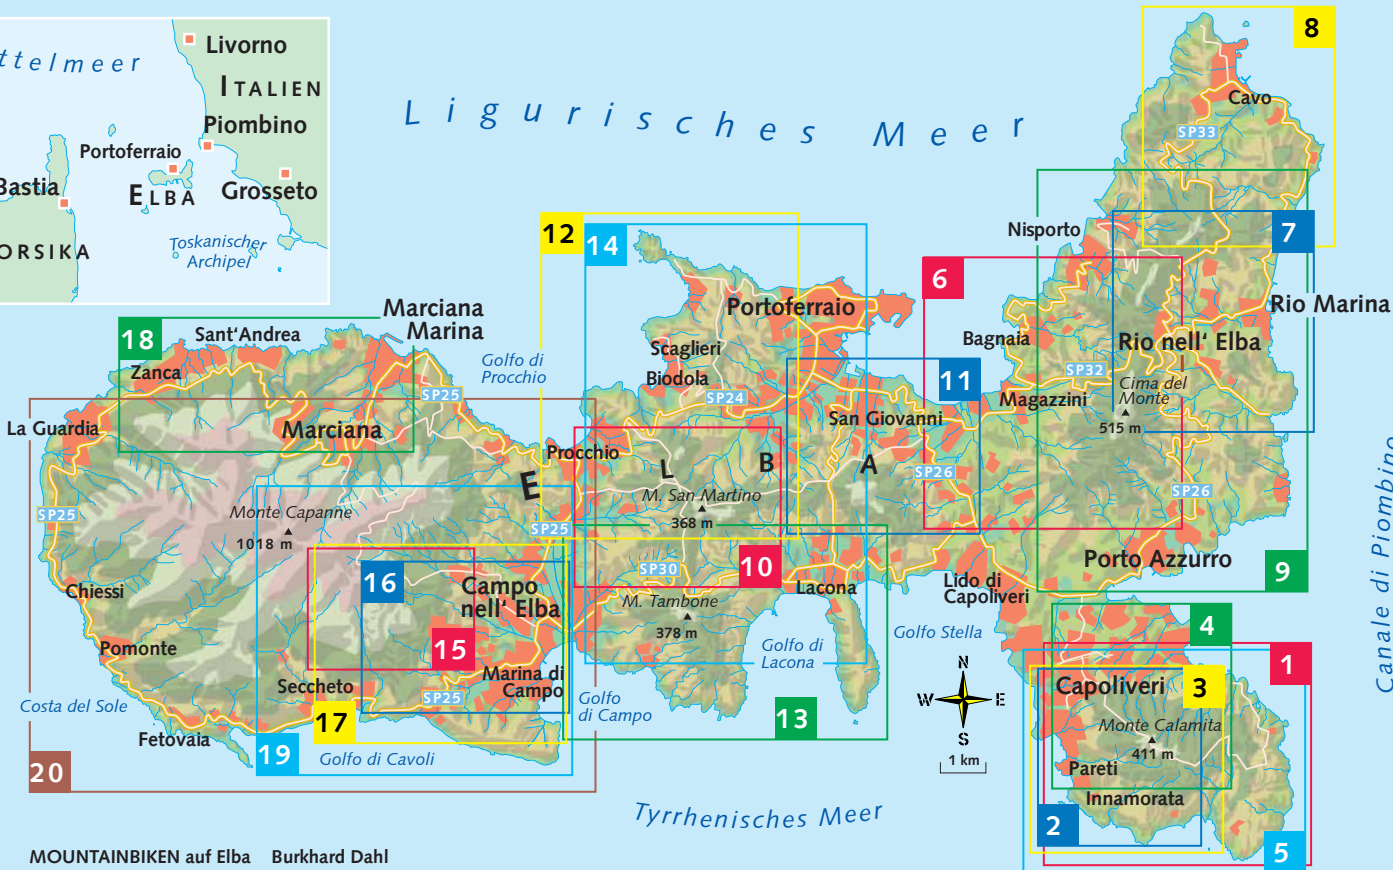 Livorno
ITALIEN
Piombino
Portoferraio
ELBA
Grosseto
Bastia
ORSIKA
Toskanischer
Archipel
ttelmeer
Ligurisches Meer
8
Cavo
SP33
7
Nisporto
12
14
6
Rio Marina
Portoferraio
Bagnaia
Rio nell' Elba
Marciana
Marina
18
Sant'Andrea
Golfo di
Procchio
Scaglieri
Zanca
Biodola
SP32
Cima del
Monte
515 m
11
SP25
SP24
Magazzini
San Giovanni
La Guardia
Marciana
Procchio
E L B A
SP26
SP26
M. San Martino
368 m
SP25
Monte Capanne
1018 m
SP25
Porto Azzurro
9
10
SP30
Lacona
Lido di
Capoliveri
16
Campo
nell' Elba
Chiessi
M. Tambone
378 m
4
Golfo Stella
15
Pomonte
Golfo di
Lacona
1
N
W E
S
1 km
Seccheto
Marina di
Campo
SP25
Capoliveri
3
Costa del Sole
17
Golfo
di Campo
13
Monte Calamita
411 m
Fetovaia
19
Golfo di Cavoli
20
Pareti
Innamorata
2
5
Tyrrhenisches Meer
Canale di Piombino
MOUNTAINBIKEN auf Elba Burkhard Dahl